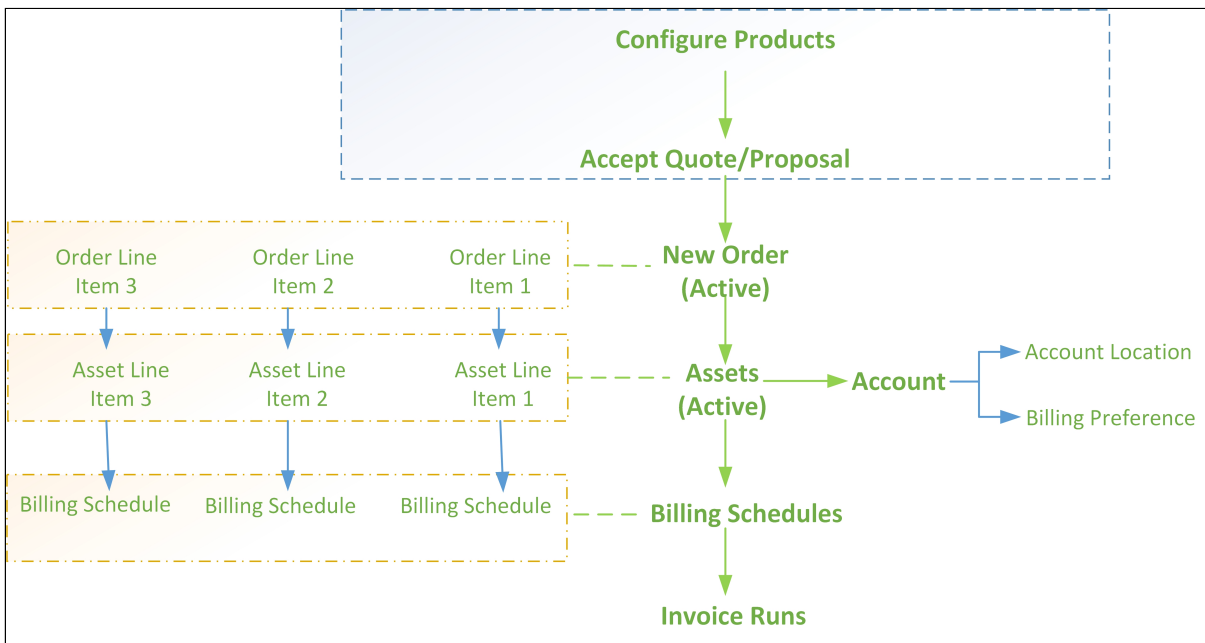 Configure Products
Accept Quote/Proposal
Order Line
Item 3
Order Line
Item 2
Order Line
Item 1
New Order
(Active)
Asset Line
Item 3
Asset Line
Item 2
Asset Line
Item 1
Assets
(Active)
Account
Account Location
Billing Preference
Billing Schedule
Billing Schedule
Billing Schedule
Billing Schedules
Invoice Runs